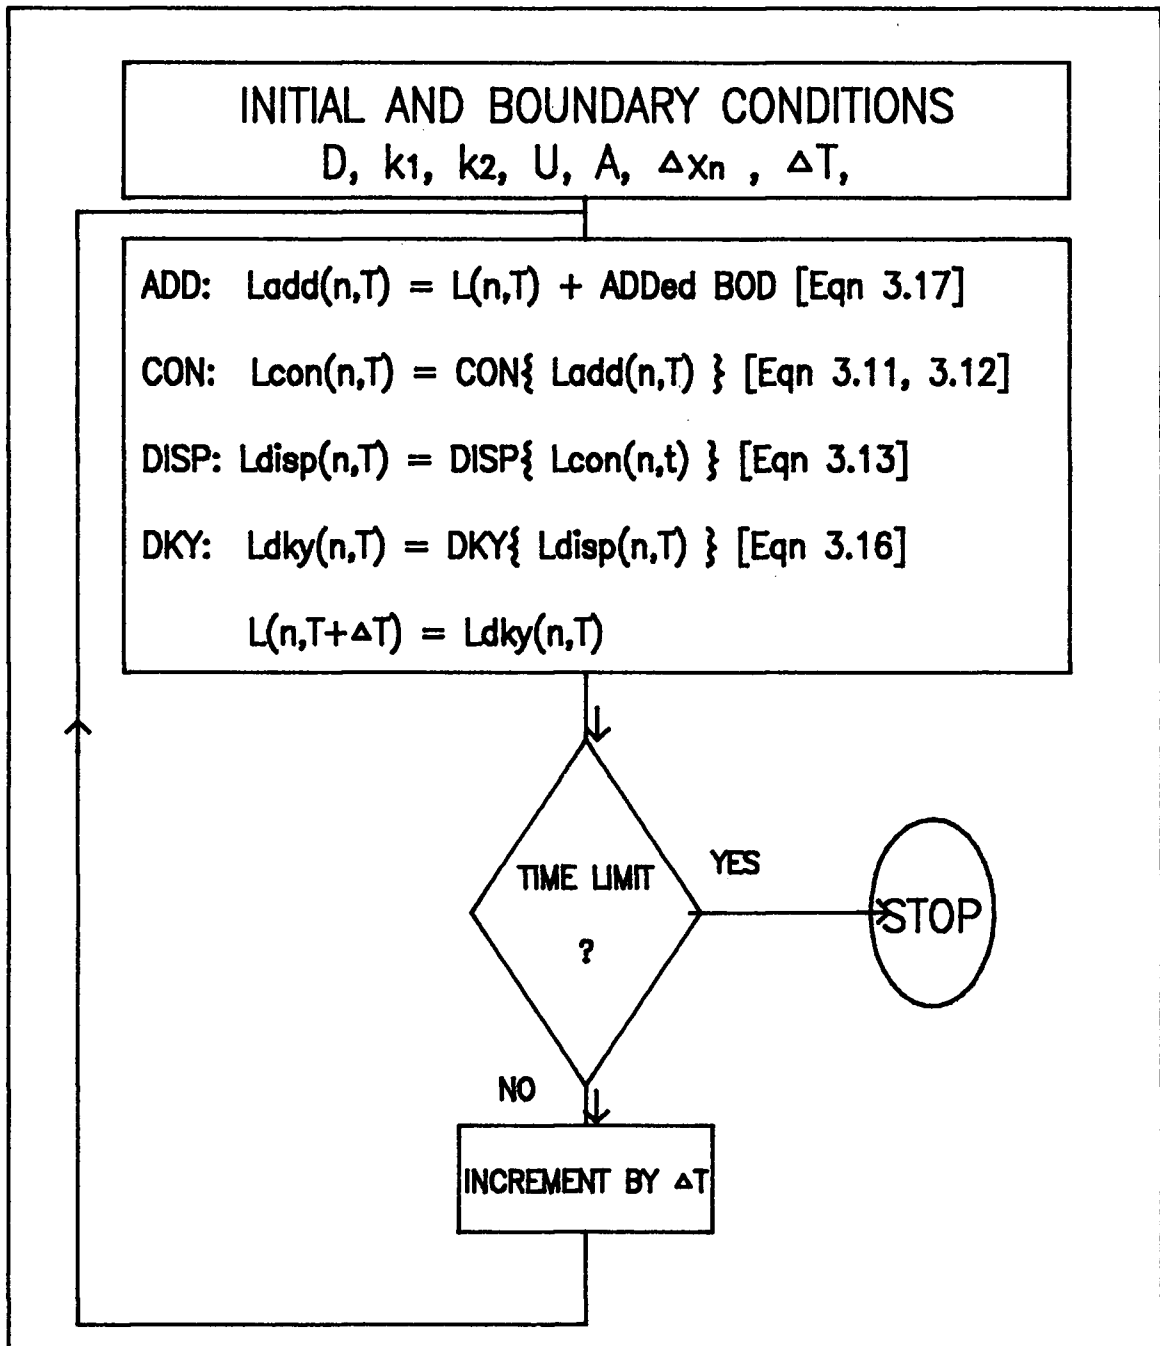 INITIAL AND BOUNDARY CONDITIONS
D, k1, k2, U, A, Δxn , ΔT,
ADD: Ladd(n,T) = L(n,T) + ADDed BOD [Eqn 3.17]
CON: Lcon(n,T) = CON{ Ladd(n,T) } [Eqn 3.11, 3.12]
DISP: Ldisp(n,T) = DISP{ Lcon(n,t) } [Eqn 3.13]
DKY: Ldky(n,T) = DKY{ Ldisp(n,T) } [Eqn 3.16]
L(n,T+ΔT) = Ldky(n,T)
TIME LIMIT
?
YES
STOP
NO
INCREMENT BY ΔT